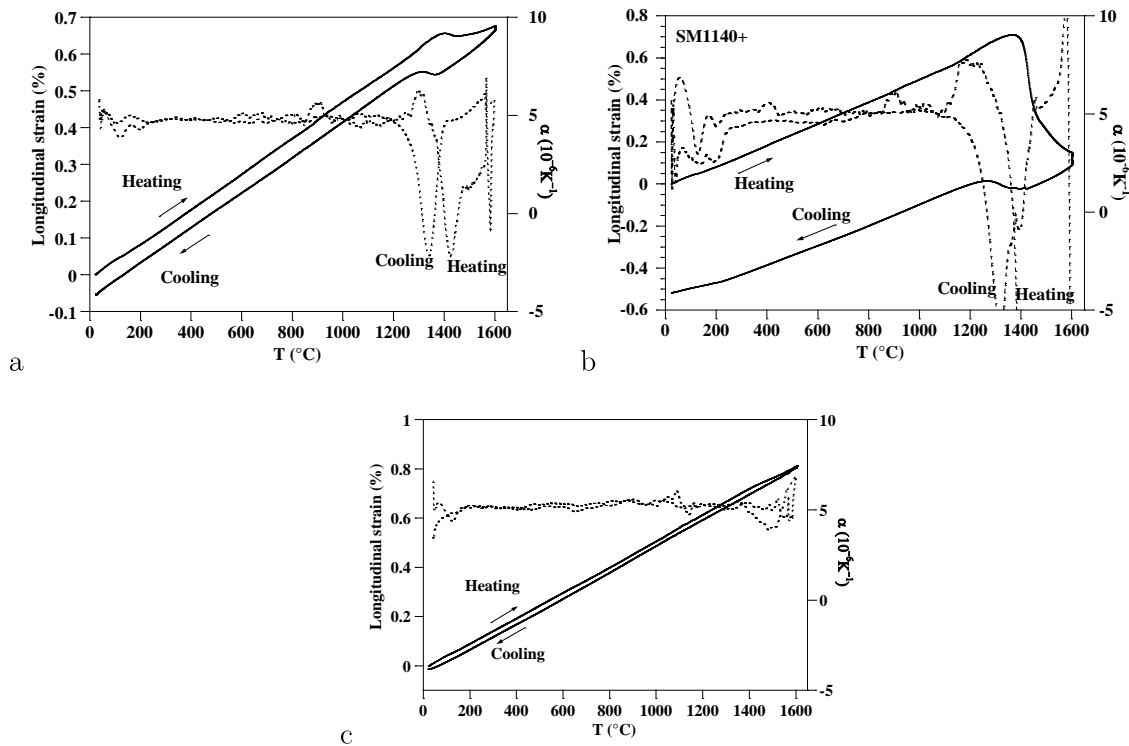 0.7
0.6
0.5
0.4
0.3
0.2
0.1
0
0.1
Longitudinal strain (%)
0 200 400 600 800 1000 1200 1400 1600
T (°C)
10
5
0
-5
α (10⁻⁶K⁻¹)
Heating
Cooling
Cooling
Heating
a
0.8
0.6
0.4
0.2
0
-0.2
-0.4
-0.6
Longitudinal strain (%)
0 200 400 600 800 1000 1200 1400 1600
T (°C)
10
5
0
-5
α (10⁻⁶K⁻¹)
SM1140+
Heating
Cooling
Cooling
Heating
b
1
0.8
0.6
0.4
0.2
0
-0.1
Longitudinal strain (%)
0 200 400 600 800 1000 1200 1400 1600
T (°C)
10
5
0
-5
α (10⁻⁶K⁻¹)
Heating
Cooling
c